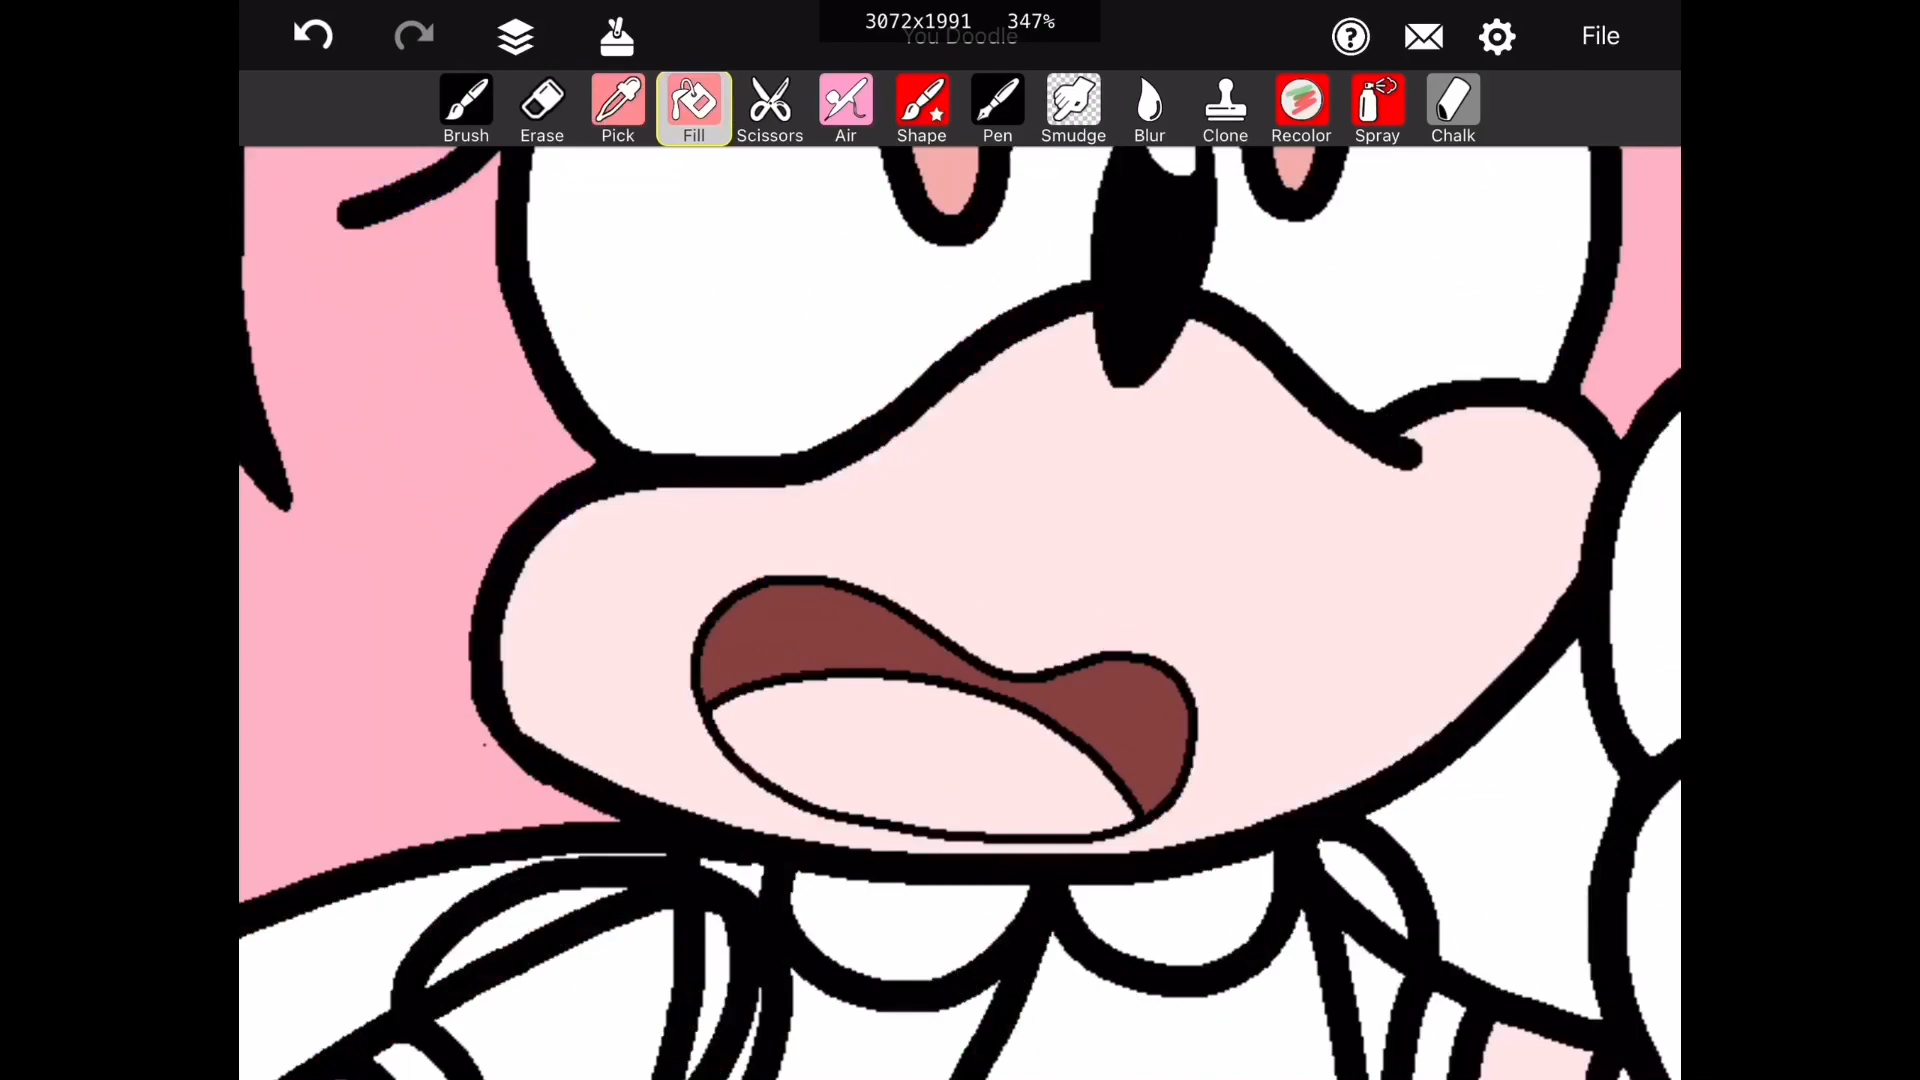 3072x1991 347%
You Doodle
File
Brush Erase Pick Fill Scissors Air Shape Pen Smudge Blur Clone Recolor Spray Chalk